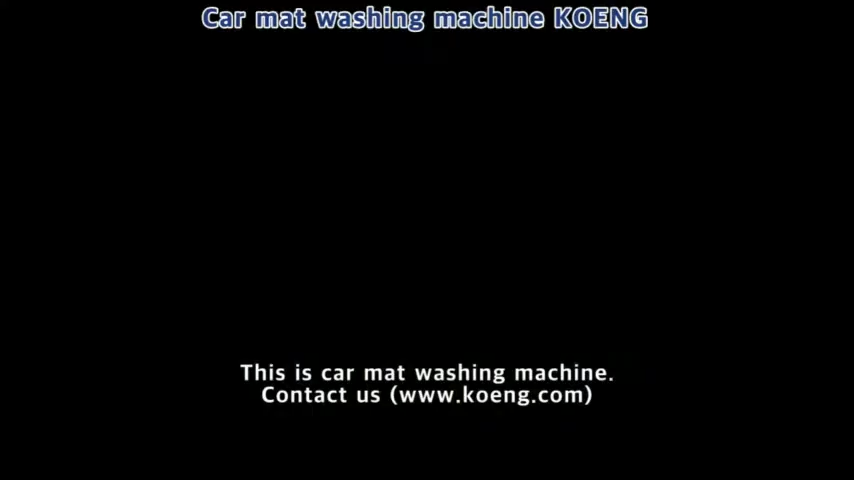 Car mat washing machine KOENG
This is car mat washing machine.
Contact us (www.koeng.com)